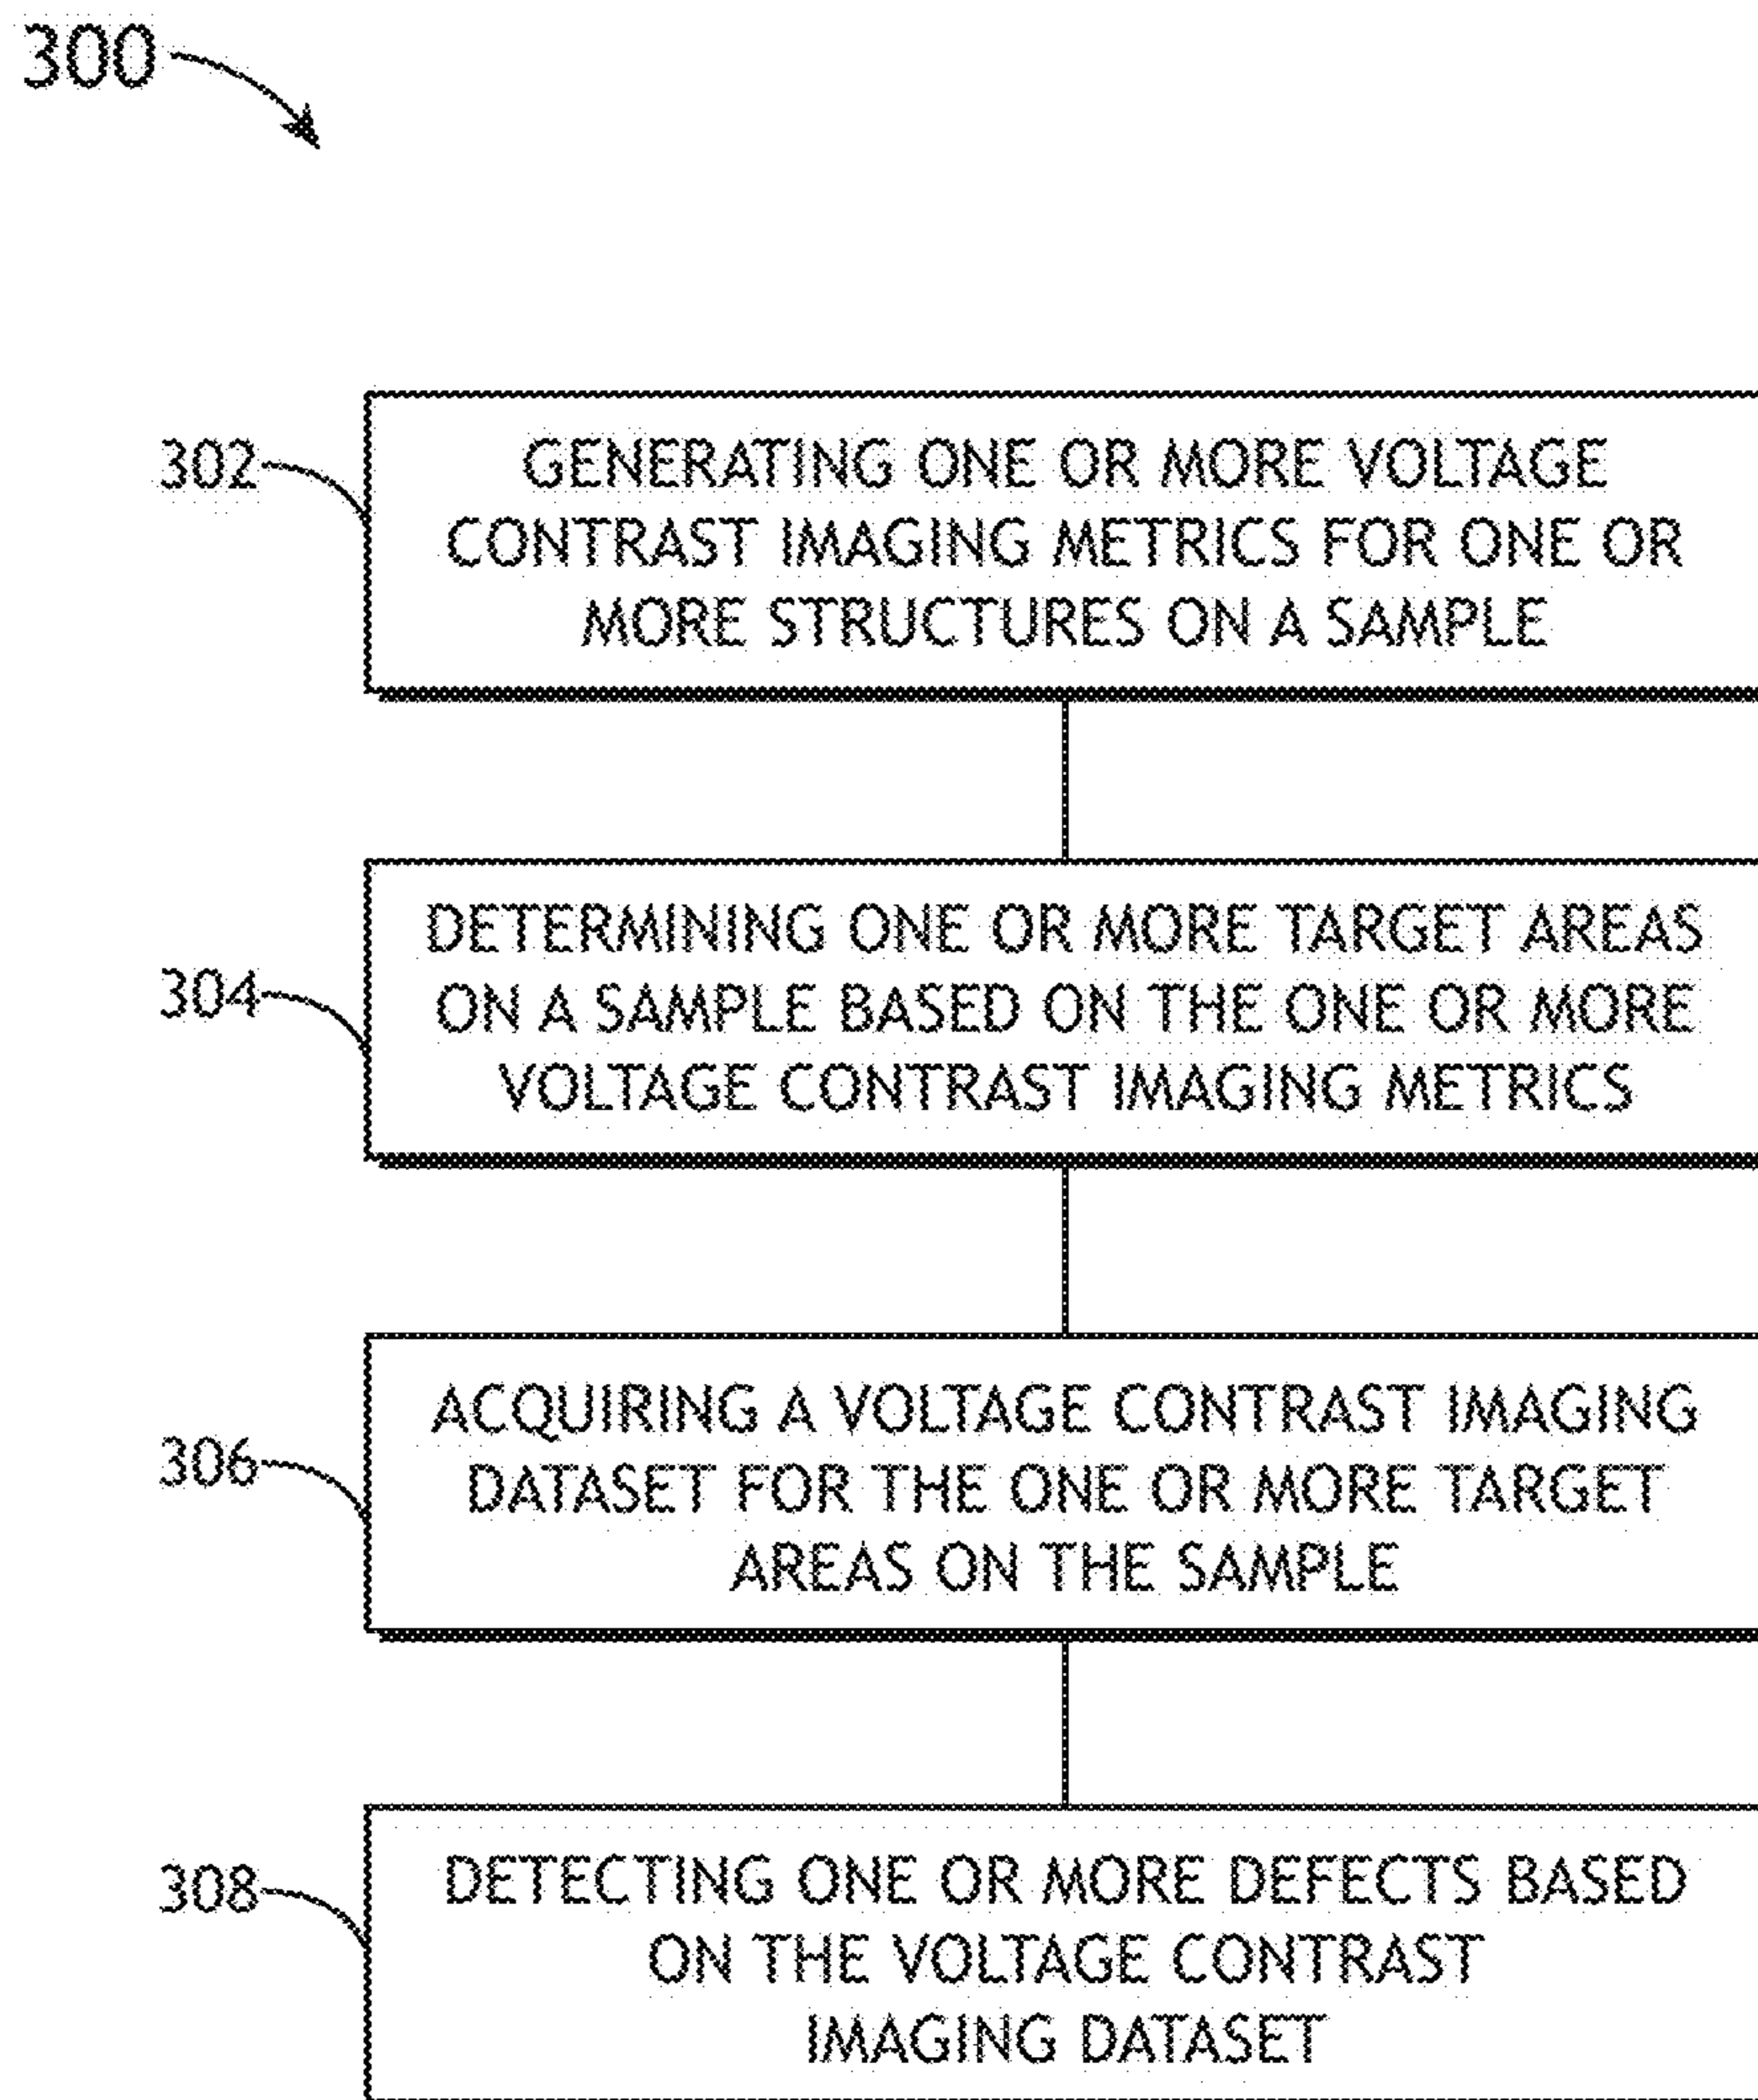 300
302
GENERATING ONE OR MORE VOLTAGE
CONTRAST IMAGING METRICS FOR ONE OR
MORE STRUCTURES ON A SAMPLE
304
DETERMINING ONE OR MORE TARGET AREAS
ON A SAMPLE BASED ON THE ONE OR MORE
VOLTAGE CONTRAST IMAGING METRICS
306
ACQUIRING A VOLTAGE CONTRAST IMAGING
DATASET FOR THE ONE OR MORE TARGET
AREAS ON THE SAMPLE
308
DETECTING ONE OR MORE DEFECTS BASED
ON THE VOLTAGE CONTRAST
IMAGING DATASET